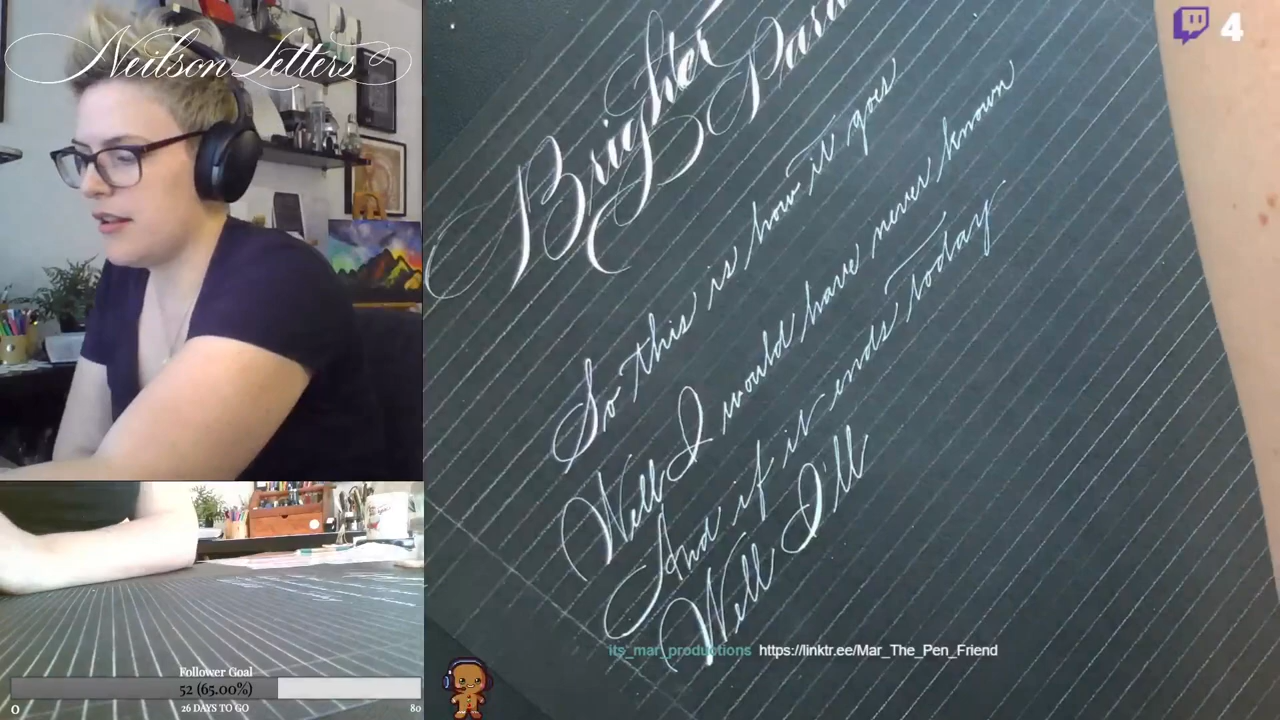 Neilson Letters
4
Brighter
So this is how it goes
Well I would have never known
And if it ends today
Well I'll
its_mar_productions https://linktr.ee/Mar_The_Pen_Friend
Follower Goal
52 (65.00%)
0 26 DAYS TO GO 80